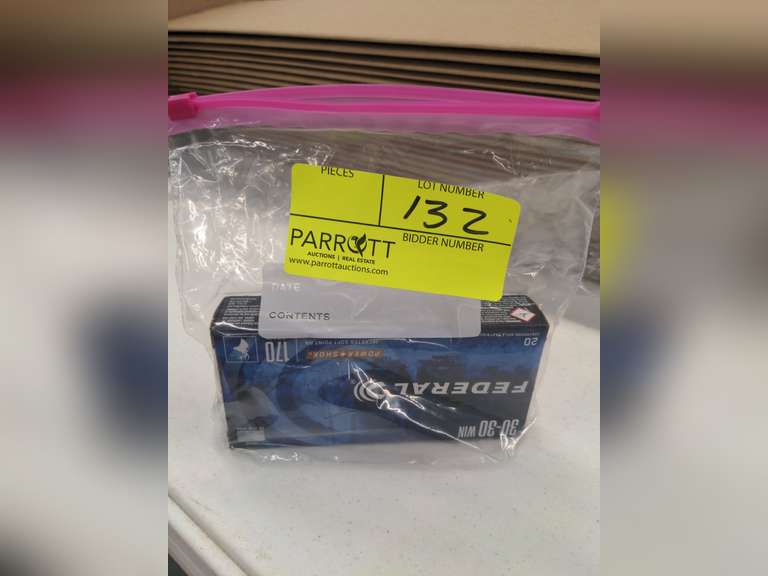 PIECES
LOT NUMBER
132
BIDDER NUMBER
PARROTT
AUCTIONS | REAL ESTATE
www.parrottauctions.com
DATE
CONTENTS
20
170
POWER•SHOK
FEDERAL
30-30 WIN